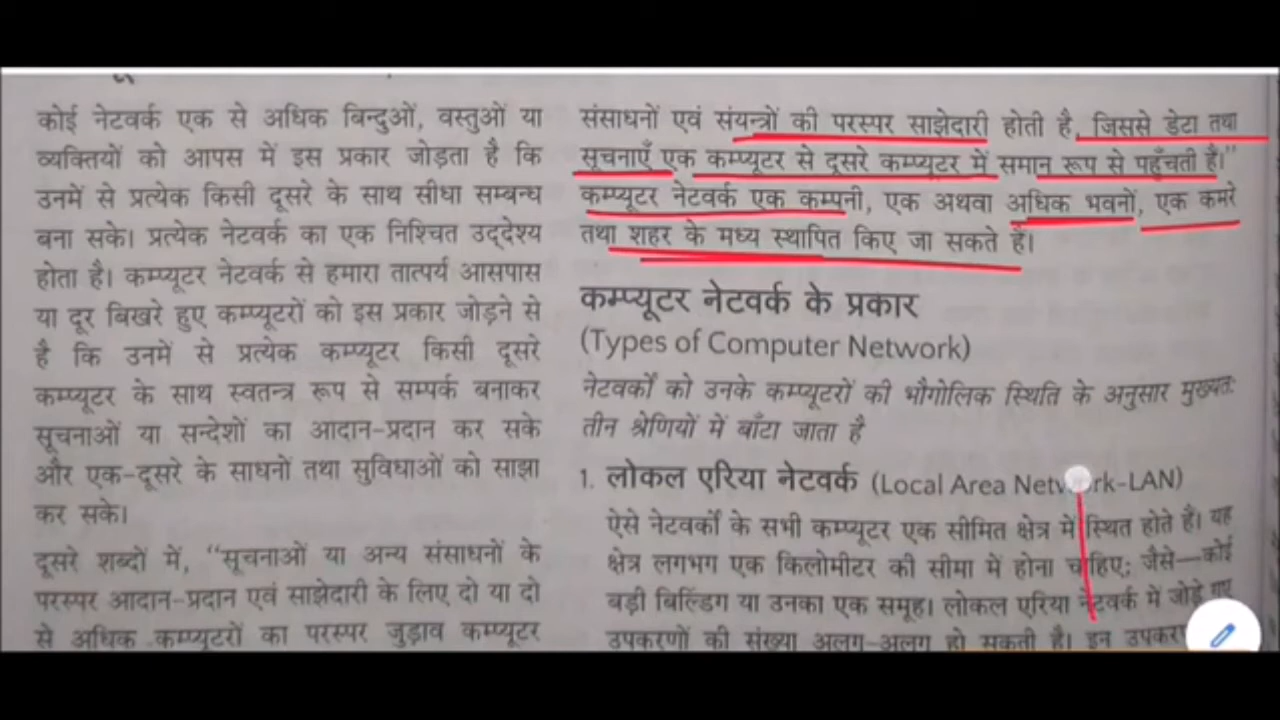 कोई नेटवर्क एक से अधिक बिन्दुओं, वस्तुओं या
व्यक्तियों को आपस में इस प्रकार जोड़ता है कि
उनमें से प्रत्येक किसी दूसरे के साथ सीधा सम्बन्ध
बना सके। प्रत्येक नेटवर्क का एक निश्चित उद्देश्य
होता है। कम्प्यूटर नेटवर्क से हमारा तात्पर्य आसपास
या दूर बिखरे हुए कम्प्यूटरों को इस प्रकार जोड़ने से
है कि उनमें से प्रत्येक कम्प्यूटर किसी दूसरे
कम्प्यूटर के साथ स्वतन्त्र रूप से सम्पर्क बनाकर
सूचनाओं या सन्देशों का आदान-प्रदान कर सके
और एक-दूसरे के साधनों तथा सुविधाओं को साझा
कर सके।
दूसरे शब्दों में, “सूचनाओं या अन्य संसाधनों के
परस्पर आदान-प्रदान एवं साझेदारी के लिए दो या दो
से अधिक कम्प्यूटरों का परस्पर जुड़ाव कम्प्यूटर
संसाधनों एवं संयन्त्रों की परस्पर साझेदारी होती है, जिससे डेटा तथा
सूचनाएँ एक कम्प्यूटर से दूसरे कम्प्यूटर में समान रूप से पहुँचती है।”
कम्प्यूटर नेटवर्क एक कम्पनी, एक अथवा अधिक भवनों, एक कमरे
तथा शहर के मध्य स्थापित किए जा सकते हैं।
कम्प्यूटर नेटवर्क के प्रकार
(Types of Computer Network)
नेटवर्कों को उनके कम्प्यूटरों की भौगोलिक स्थिति के अनुसार मुख्यतः
तीन श्रेणियों में बाँटा जाता है
1. लोकल एरिया नेटवर्क (Local Area Network-LAN)
ऐसे नेटवर्कों के सभी कम्प्यूटर एक सीमित क्षेत्र में स्थित होते हैं। यह
क्षेत्र लगभग एक किलोमीटर की सीमा में होना चाहिए; जैसे—कोई
बड़ी बिल्डिंग या उनका एक समूह। लोकल एरिया नेटवर्क में जोड़े गए
उपकरणों की संख्या अलग-अलग हो सकती है। इन